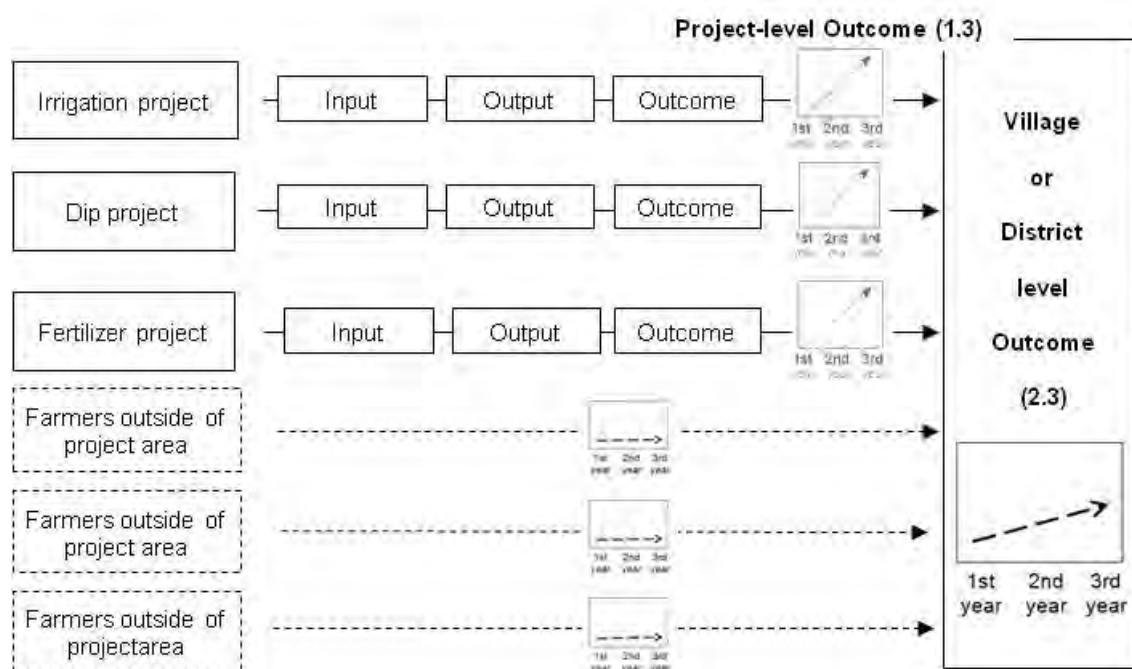 Project-level Outcome (1.3)
Irrigation project
Input
Output
Outcome
1st 2nd 3rd
Dip project
Input
Output
Outcome
1st 2nd 3rd
Fertilizer project
Input
Output
Outcome
1st 2nd 3rd
Village
or
District
level
Outcome
(2.3)
Farmers outside of
project area
1st 2nd 3rd
year year year
Farmers outside of
project area
1st 2nd 3rd
year year year
Farmers outside of
projectarea
1st 2nd 3rd
year year year
1st 2nd 3rd
year year year